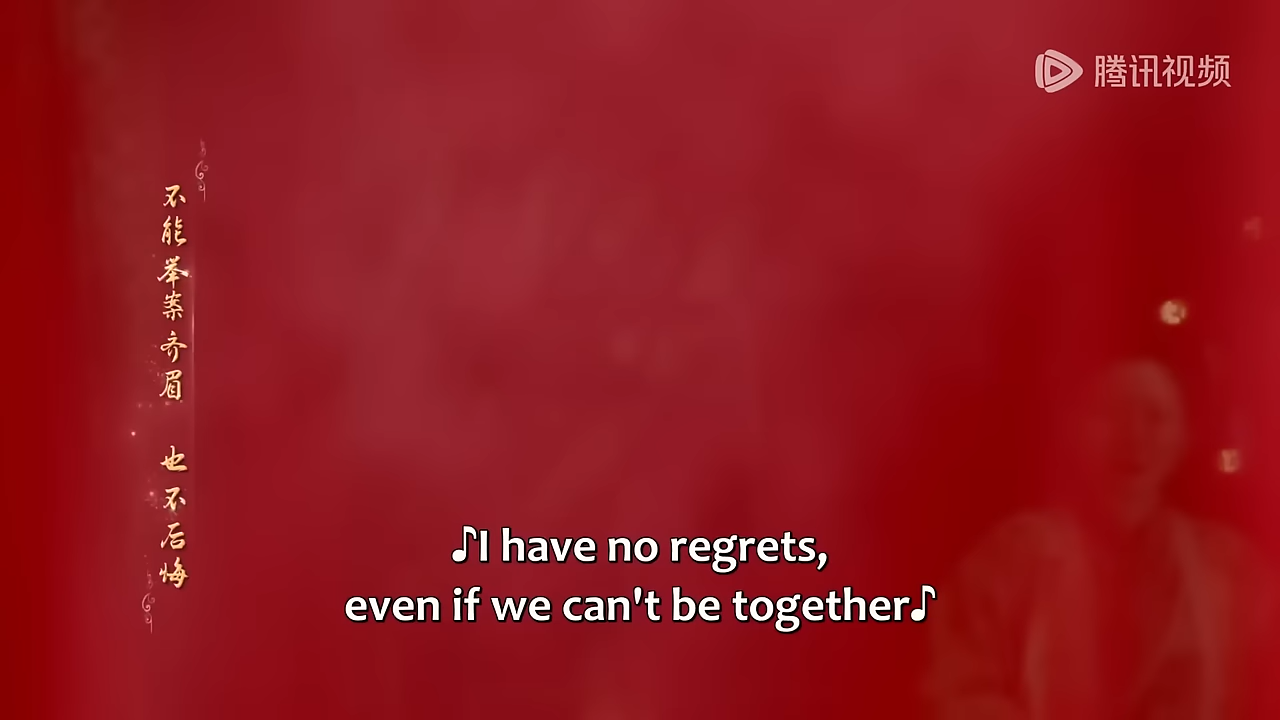 腾讯视频
不能举案齐眉 也不后悔
♪I have no regrets,
even if we can't be together♪